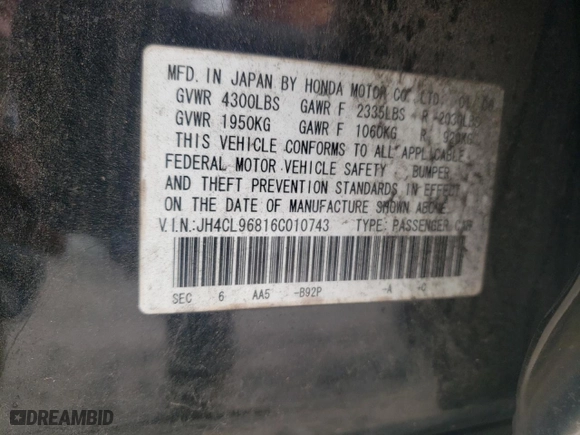 MFD. IN JAPAN BY HONDA MOTOR CO. LTD.
GVWR 4300LBS GAWR F 2335LBS R
GVWR 1950KG GAWR F 1060KG R
THIS VEHICLE CONFORMS TO ALL APPLICABLE
FEDERAL MOTOR VEHICLE SAFETY BUMPER
AND THEFT PREVENTION STANDARDS IN EFFECT
ON THE DATE OF MANUFACTURE SHOWN ABOVE.
V.I.N.:JH4CL96816C010743 TYPE: PASSENGER CAR
SEC 6 AA5 -B92P -A -C
DREAMBID